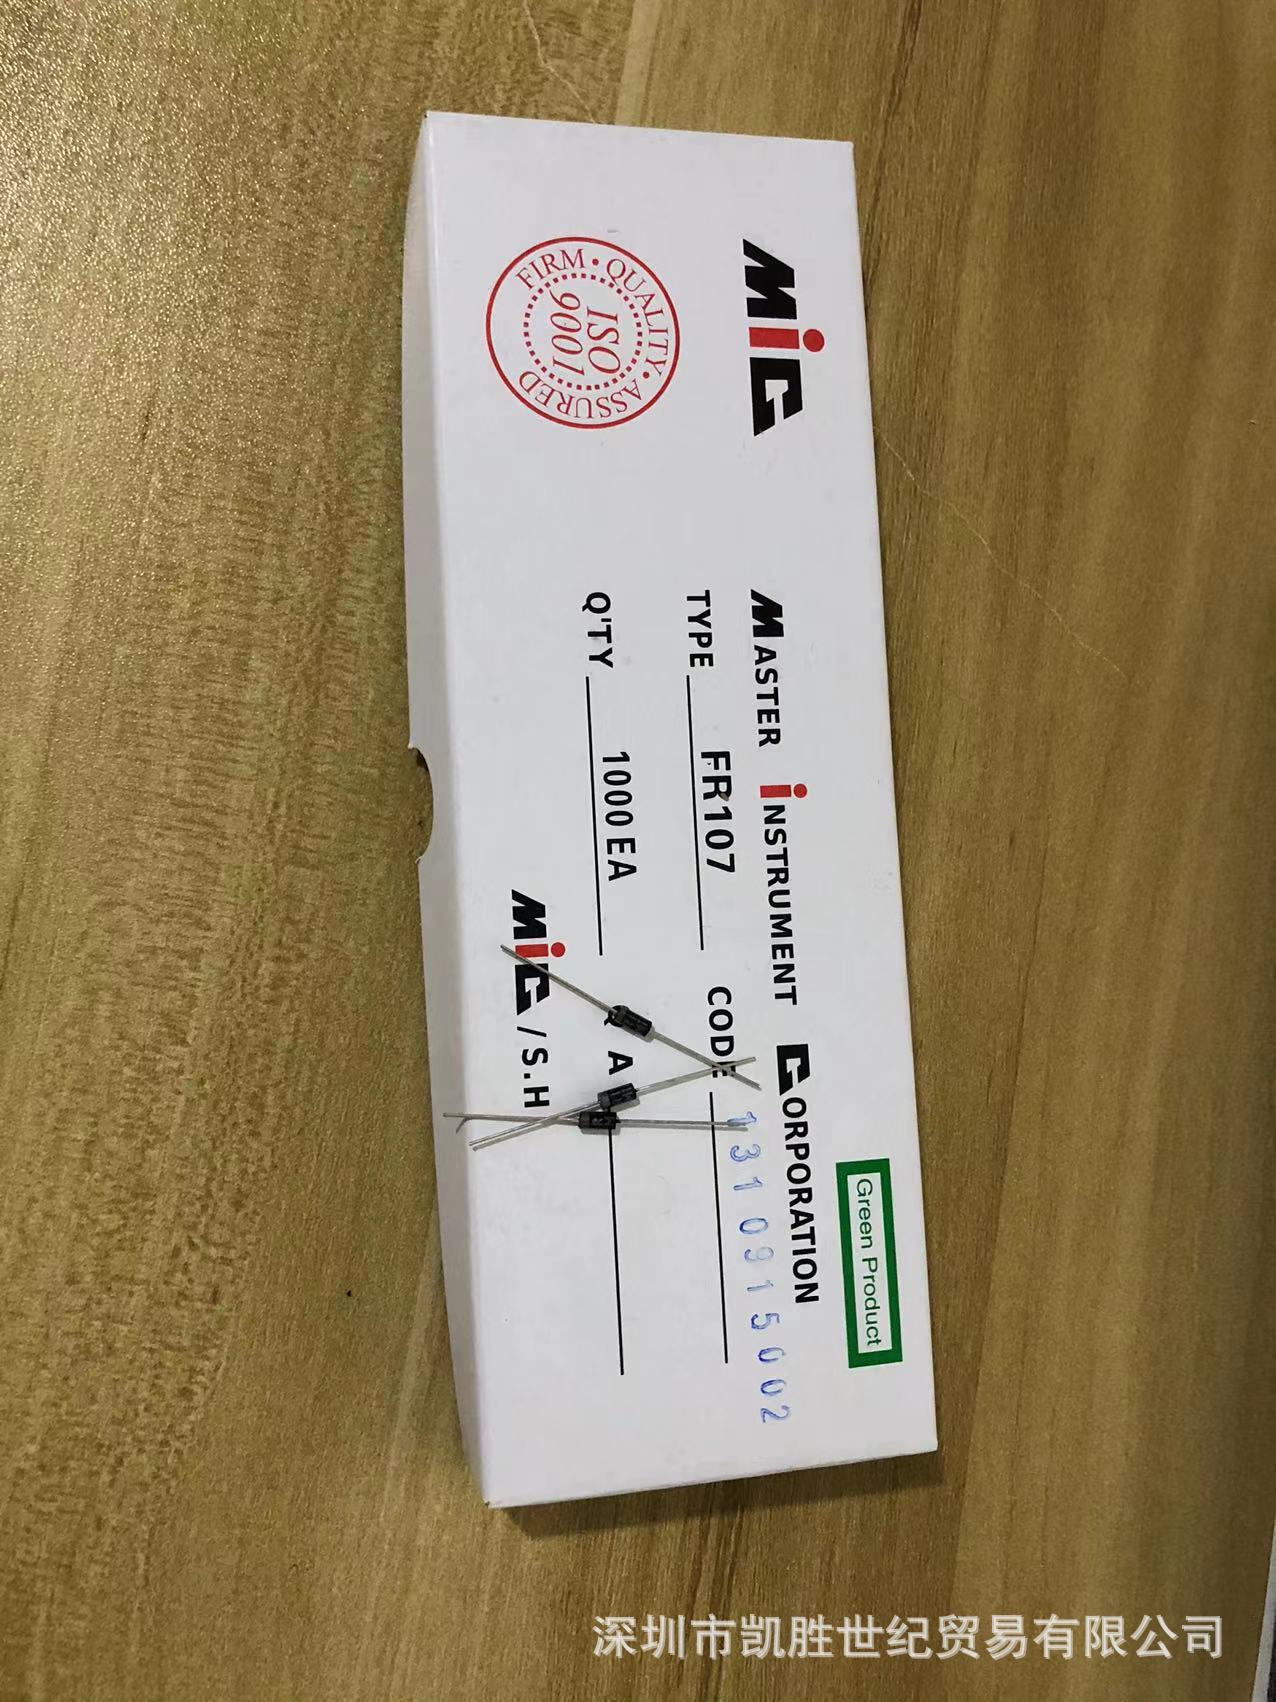 MiC
FIRM · QUALITY · ASSURED
ISO
9001
MASTER iNSTRUMENT CORPORATION
TYPE FR107 CODE 1310915002
Q'TY 1000 EA Q A
MiC / S.H
Green Product
深圳市凯胜世纪贸易有限公司